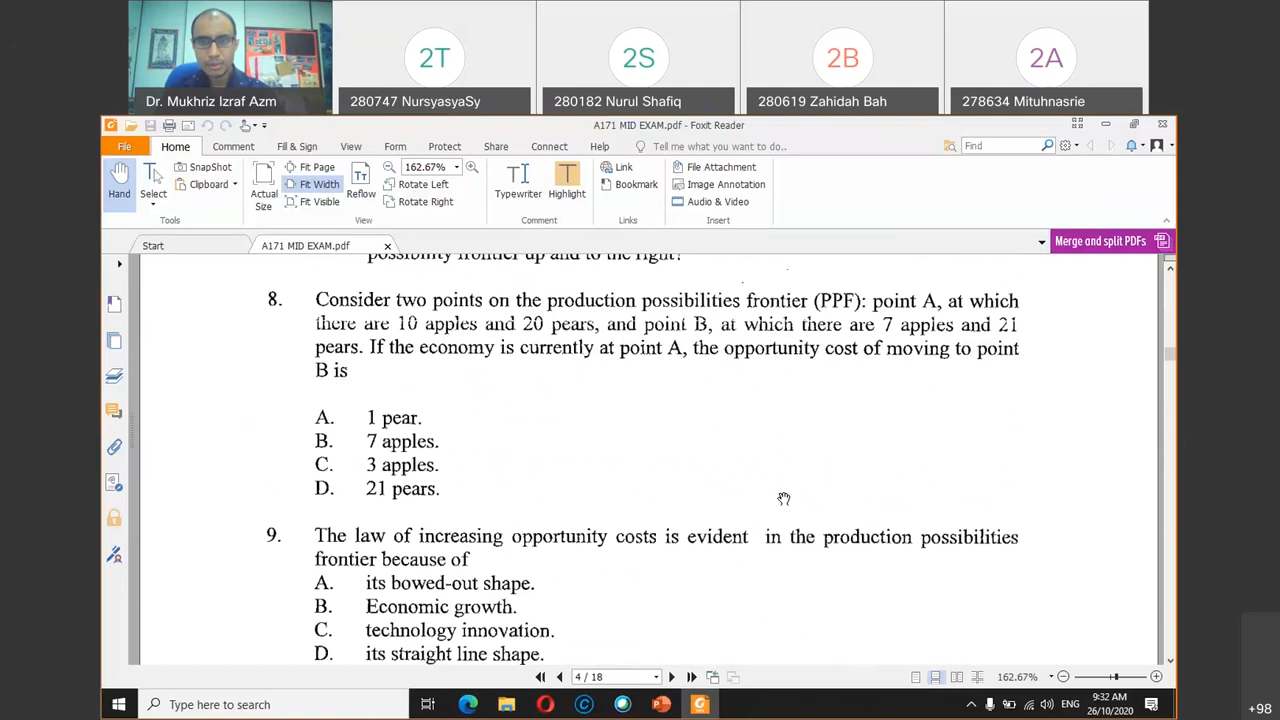 2T
2S
2B
2A
Dr. Mukhriz Izraf Azm
280747 NursyasyaSy
280182 Nurul Shafiq
280619 Zahidah Bah
278634 Mituhnasrie
A171 MID EXAM.pdf - Foxit Reader
File
Home
Comment
Fill & Sign
View
Form
Protect
Share
Connect
Help
Tell me what you want to do...
Find
Hand
Select
SnapShot
Clipboard
Tools
Actual
Size
Fit Page
Fit Width
Fit Visible
Reflow
162.67%
Rotate Left
Rotate Right
View
Typewriter
Highlight
Comment
Link
Bookmark
Links
File Attachment
Image Annotation
Audio & Video
Insert
Start
A171 MID EXAM.pdf
Merge and split PDFs
possibility frontier up and to the right?
8. Consider two points on the production possibilities frontier (PPF): point A, at which
there are 10 apples and 20 pears, and point B, at which there are 7 apples and 21
pears. If the economy is currently at point A, the opportunity cost of moving to point
B is
A. 1 pear.
B. 7 apples.
C. 3 apples.
D. 21 pears.
9. The law of increasing opportunity costs is evident in the production possibilities
frontier because of
A. its bowed-out shape.
B. Economic growth.
C. technology innovation.
D. its straight line shape.
4 / 18
162.67%
Type here to search
ENG
9:32 AM
26/10/2020
+98